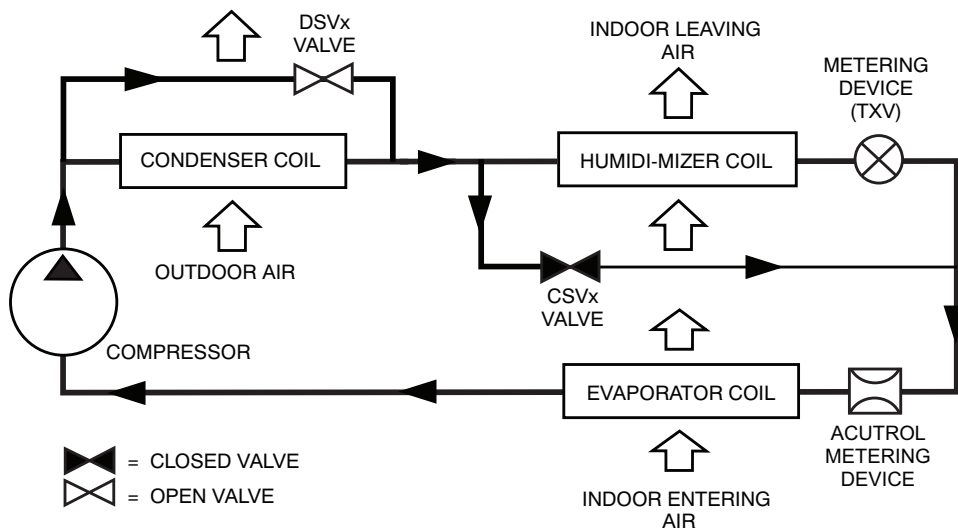 DSVx
VALVE
INDOOR LEAVING
AIR
METERING
DEVICE
(TXV)
CONDENSER COIL
HUMIDI-MIZER COIL
OUTDOOR AIR
CSVx
VALVE
COMPRESSOR
EVAPORATOR COIL
ACUTROL
METERING
DEVICE
= CLOSED VALVE
= OPEN VALVE
INDOOR ENTERING
AIR